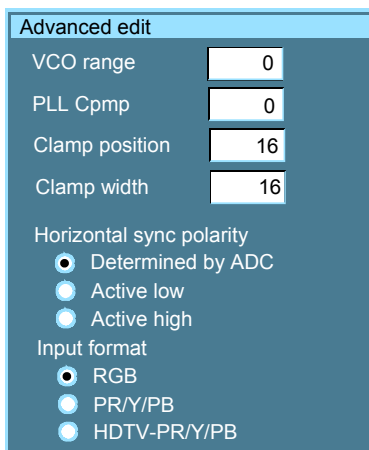 Advanced edit
VCO range 0
PLL Cpmp 0
Clamp position 16
Clamp width 16
Horizontal sync polarity
Determined by ADC
Active low
Active high
Input format
RGB
PR/Y/PB
HDTV-PR/Y/PB